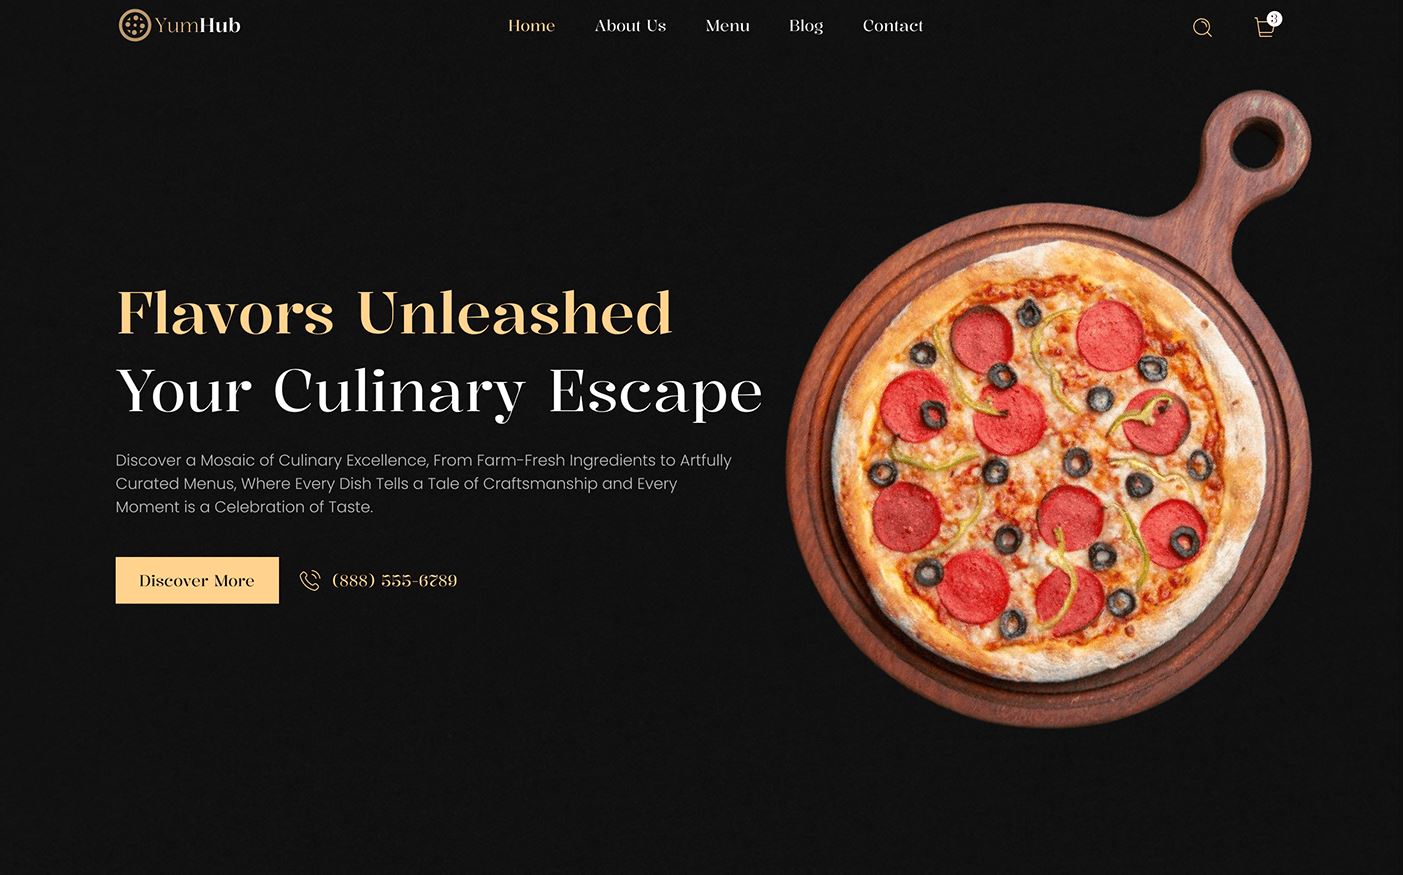 YumHub
Home About Us Menu Blog Contact
3
Flavors Unleashed
Your Culinary Escape
Discover a Mosaic of Culinary Excellence, From Farm-Fresh Ingredients to Artfully
Curated Menus, Where Every Dish Tells a Tale of Craftsmanship and Every
Moment is a Celebration of Taste.
Discover More
(888) 555-6789